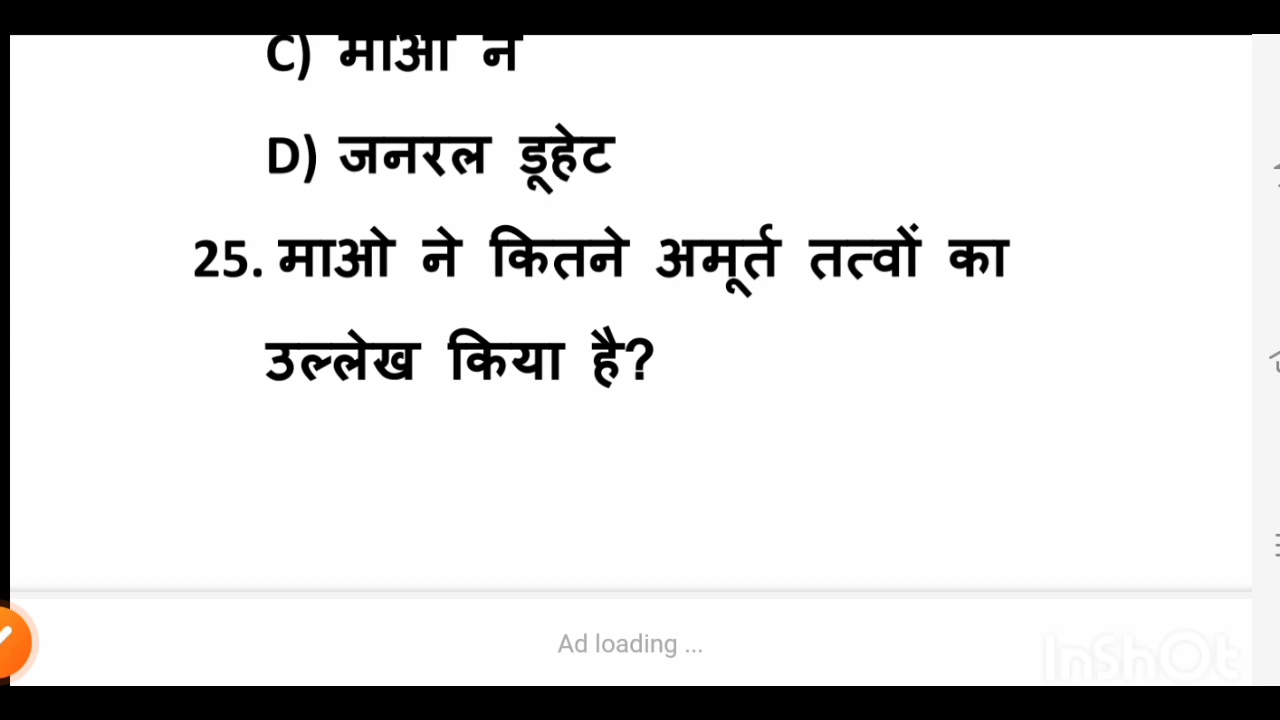 C) माओ ने
D) जनरल डूहेट
25. माओ ने कितने अमूर्त तत्वों का
उल्लेख किया है?
Ad loading ...
InShOt